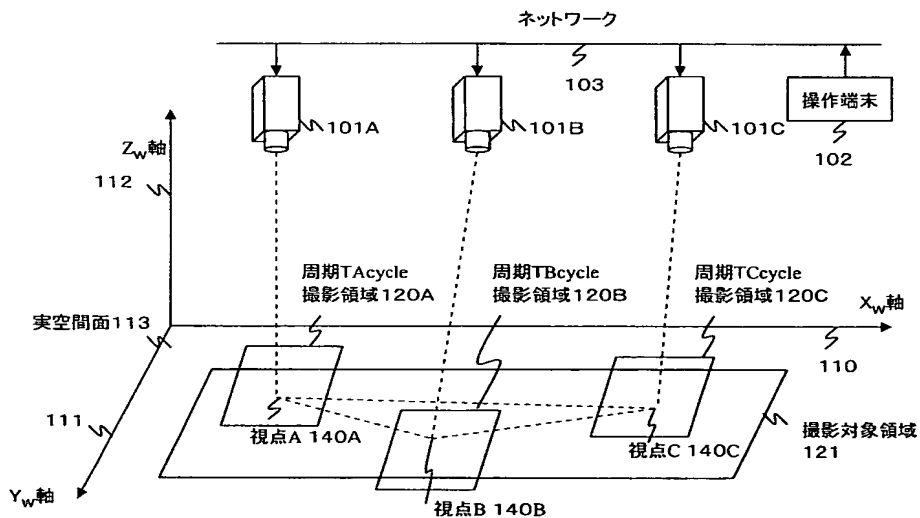 ネットワーク
103
101A
101B
101C
操作端末
102
Zw軸
112
周期TAcycle
撮影領域120A
周期TBcycle
撮影領域120B
周期TCcycle
撮影領域120C
Xw軸
110
実空間面113
111
視点A 140A
視点B 140B
視点C 140C
撮影対象領域
121
Yw軸